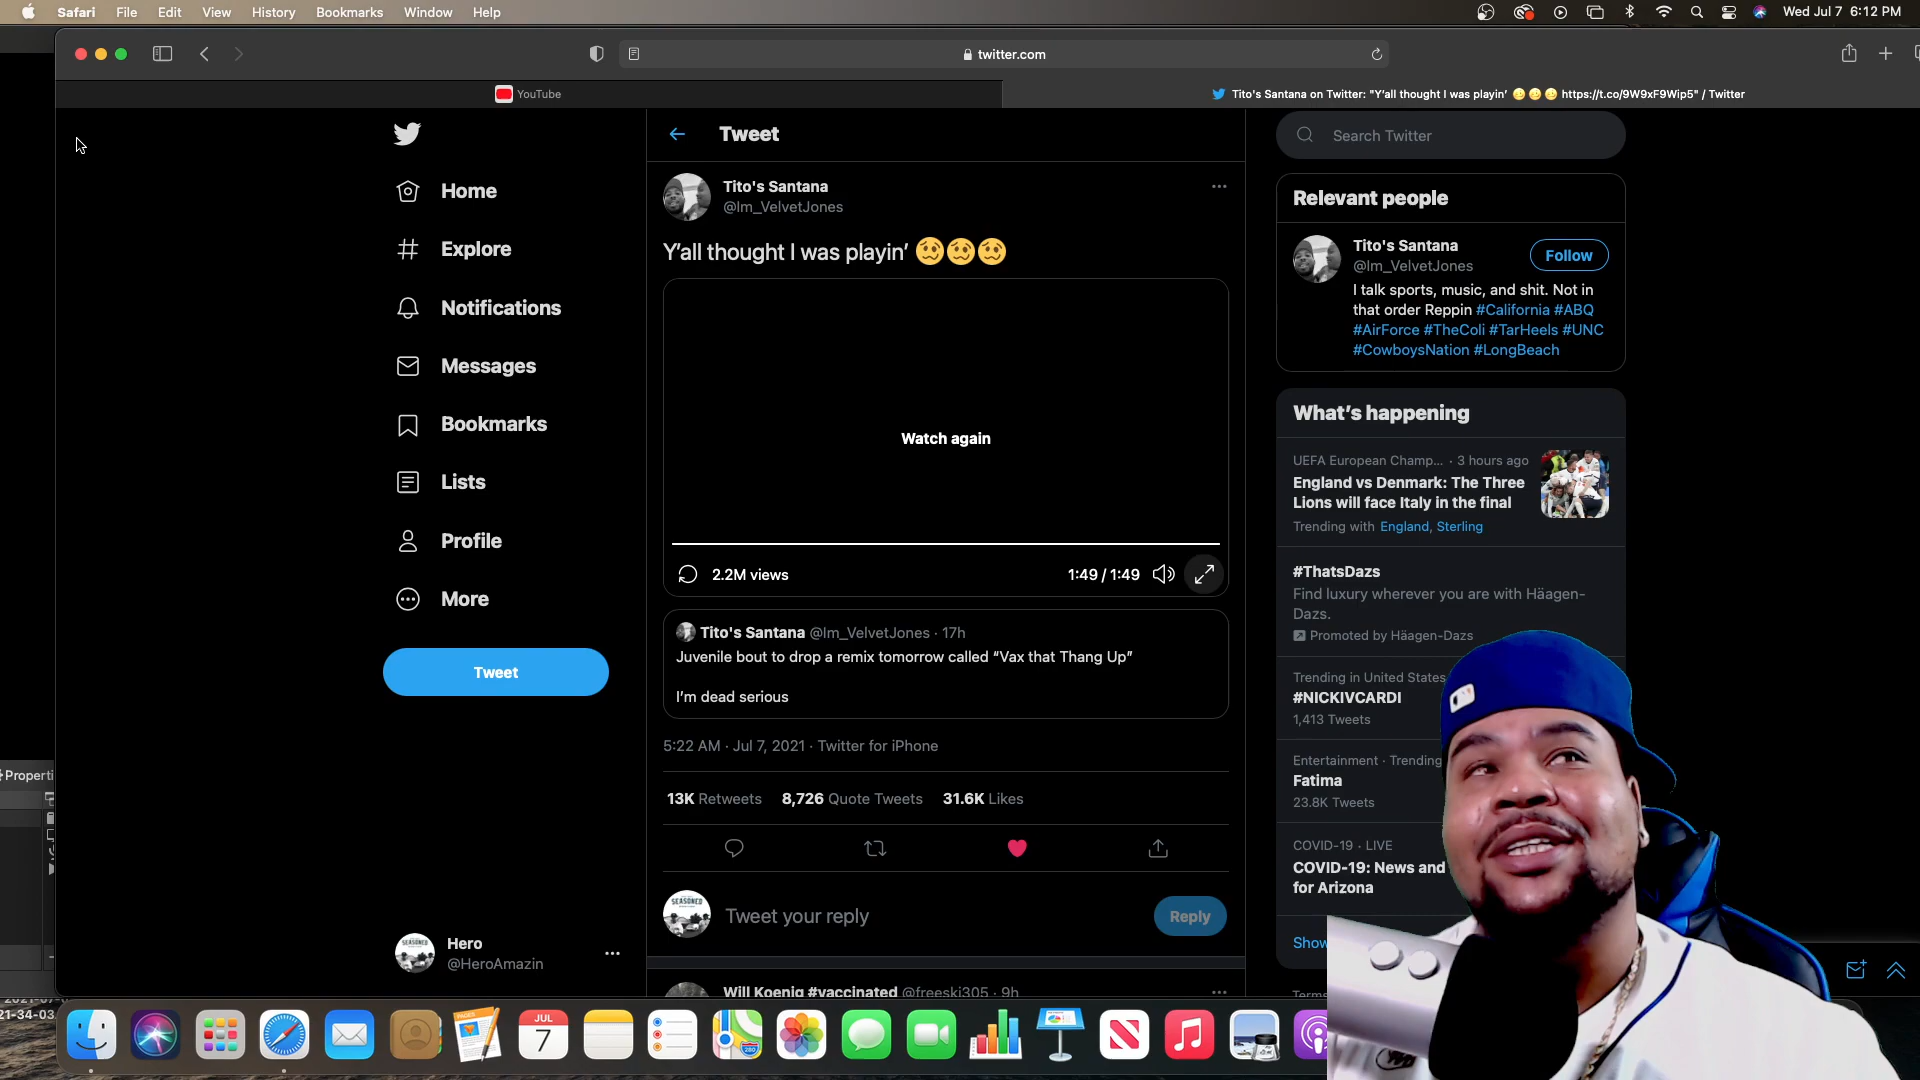 Safari File Edit View History Bookmarks Window Help
Wed Jul 7 6:12 PM
twitter.com
YouTube
Tito's Santana on Twitter: "Y'all thought I was playin' 🥴🥴🥴 https://t.co/9W9xF9Wip5" / Twitter
Home
Explore
Notifications
Messages
Bookmarks
Lists
Profile
More
Tweet
Hero
@HeroAmazin
Tweet
Tito's Santana
@Im_VelvetJones
Y'all thought I was playin' 🥴🥴🥴
Watch again
2.2M views
1:49 / 1:49
Tito's Santana @Im_VelvetJones · 17h
Juvenile bout to drop a remix tomorrow called “Vax that Thang Up”
I'm dead serious
5:22 AM · Jul 7, 2021 · Twitter for iPhone
13K Retweets 8,726 Quote Tweets 31.6K Likes
SEASONED
Tweet your reply
Reply
Will Koenig #vaccinated @freeski305 · 9h
Search Twitter
Relevant people
Tito's Santana
@Im_VelvetJones
Follow
I talk sports, music, and shit. Not in
that order Reppin #California #ABQ
#AirForce #TheColi #TarHeels #UNC
#CowboysNation #LongBeach
What's happening
UEFA European Champ... · 3 hours ago
England vs Denmark: The Three
Lions will face Italy in the final
Trending with England, Sterling
#ThatsDazs
Find luxury wherever you are with Häagen-
Dazs.
Promoted by Häagen-Dazs
Trending in United States
#NICKIVCARDI
1,413 Tweets
Entertainment · Trending
Fatima
23.8K Tweets
COVID-19 · LIVE
COVID-19: News and
for Arizona
Show
Terms
Properti
21-34-03
PAGES
JUL
7
280